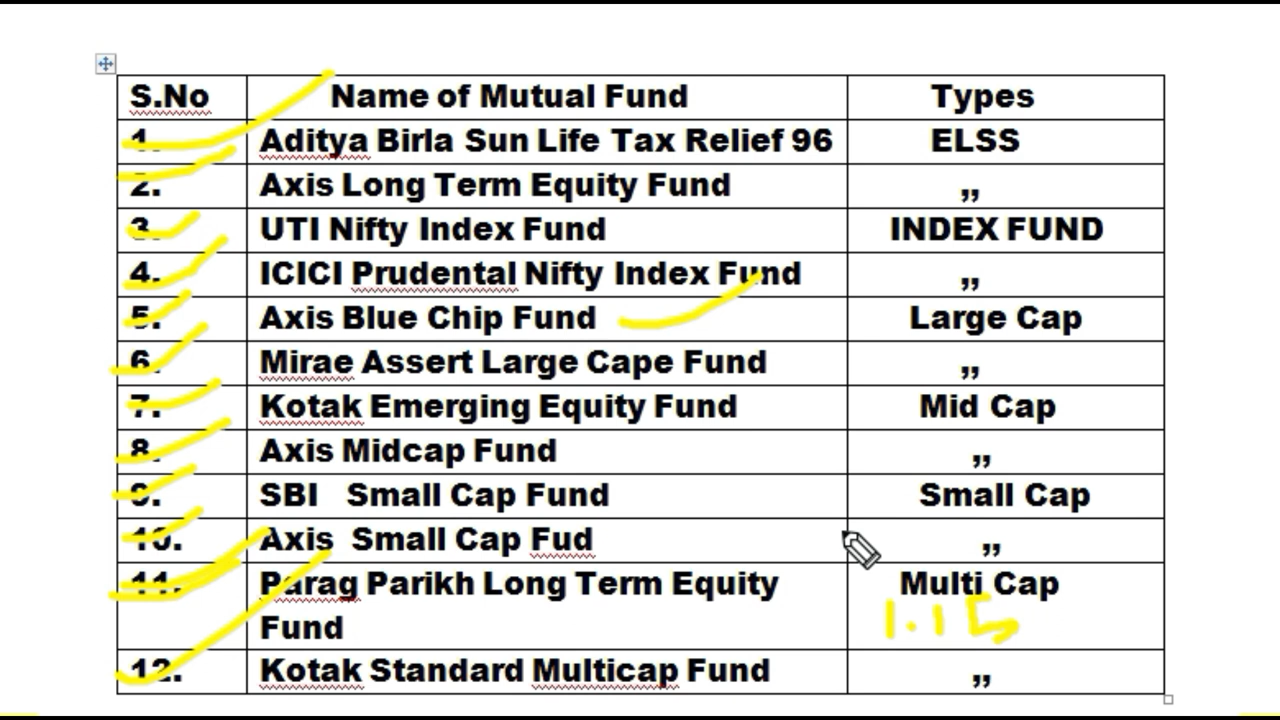 S.No Name of Mutual Fund Types
1. Aditya Birla Sun Life Tax Relief 96 ELSS
2. Axis Long Term Equity Fund ,,
3. UTI Nifty Index Fund INDEX FUND
4. ICICI Prudental Nifty Index Fund ,,
5. Axis Blue Chip Fund Large Cap
6. Mirae Assert Large Cape Fund ,,
7. Kotak Emerging Equity Fund Mid Cap
8. Axis Midcap Fund ,,
9. SBI Small Cap Fund Small Cap
10. Axis Small Cap Fud ,,
11. Parag Parikh Long Term Equity Multi Cap
Fund 1.15
12. Kotak Standard Multicap Fund ,,